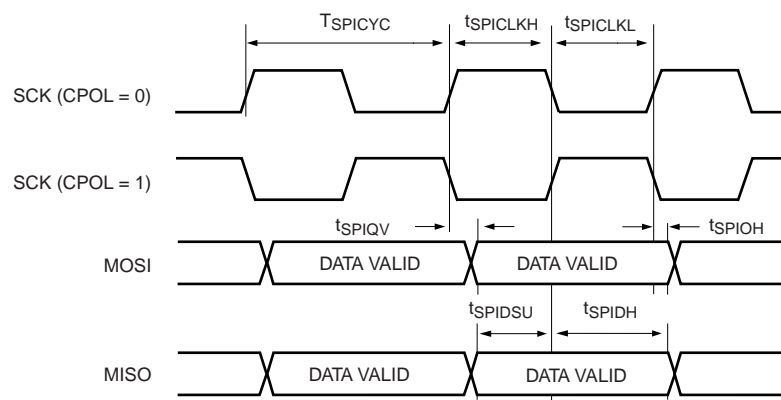 TSPICYC tSPICLKH tSPICLKL
SCK (CPOL = 0)
SCK (CPOL = 1)
tSPIQV tSPIOH
MOSI DATA VALID DATA VALID
tSPIDSU tSPIDH
MISO DATA VALID DATA VALID